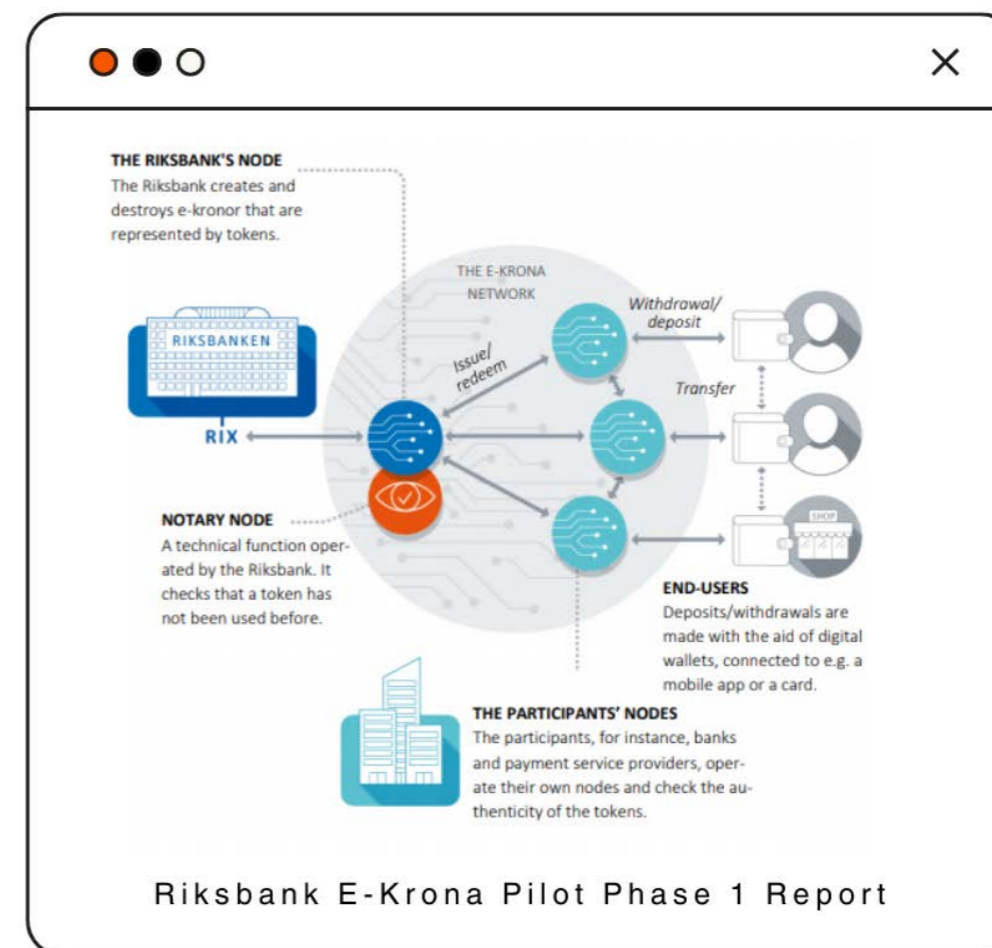 THE RIKSBANK'S NODE
The Riksbank creates and
destroys e-kronor that are
represented by tokens.
THE E-KRONA
NETWORK
Withdrawal/
deposit
RIKSBANKEN
Issue/
redeem
Transfer
RIX
NOTARY NODE
A technical function oper-
ated by the Riksbank. It
checks that a token has
not been used before.
SHOP
END-USERS
Deposits/withdrawals are
made with the aid of digital
wallets, connected to e.g. a
mobile app or a card.
THE PARTICIPANTS' NODES
The participants, for instance, banks
and payment service providers, oper-
ate their own nodes and check the au-
thenticity of the tokens.
Riksbank E-Krona Pilot Phase 1 Report